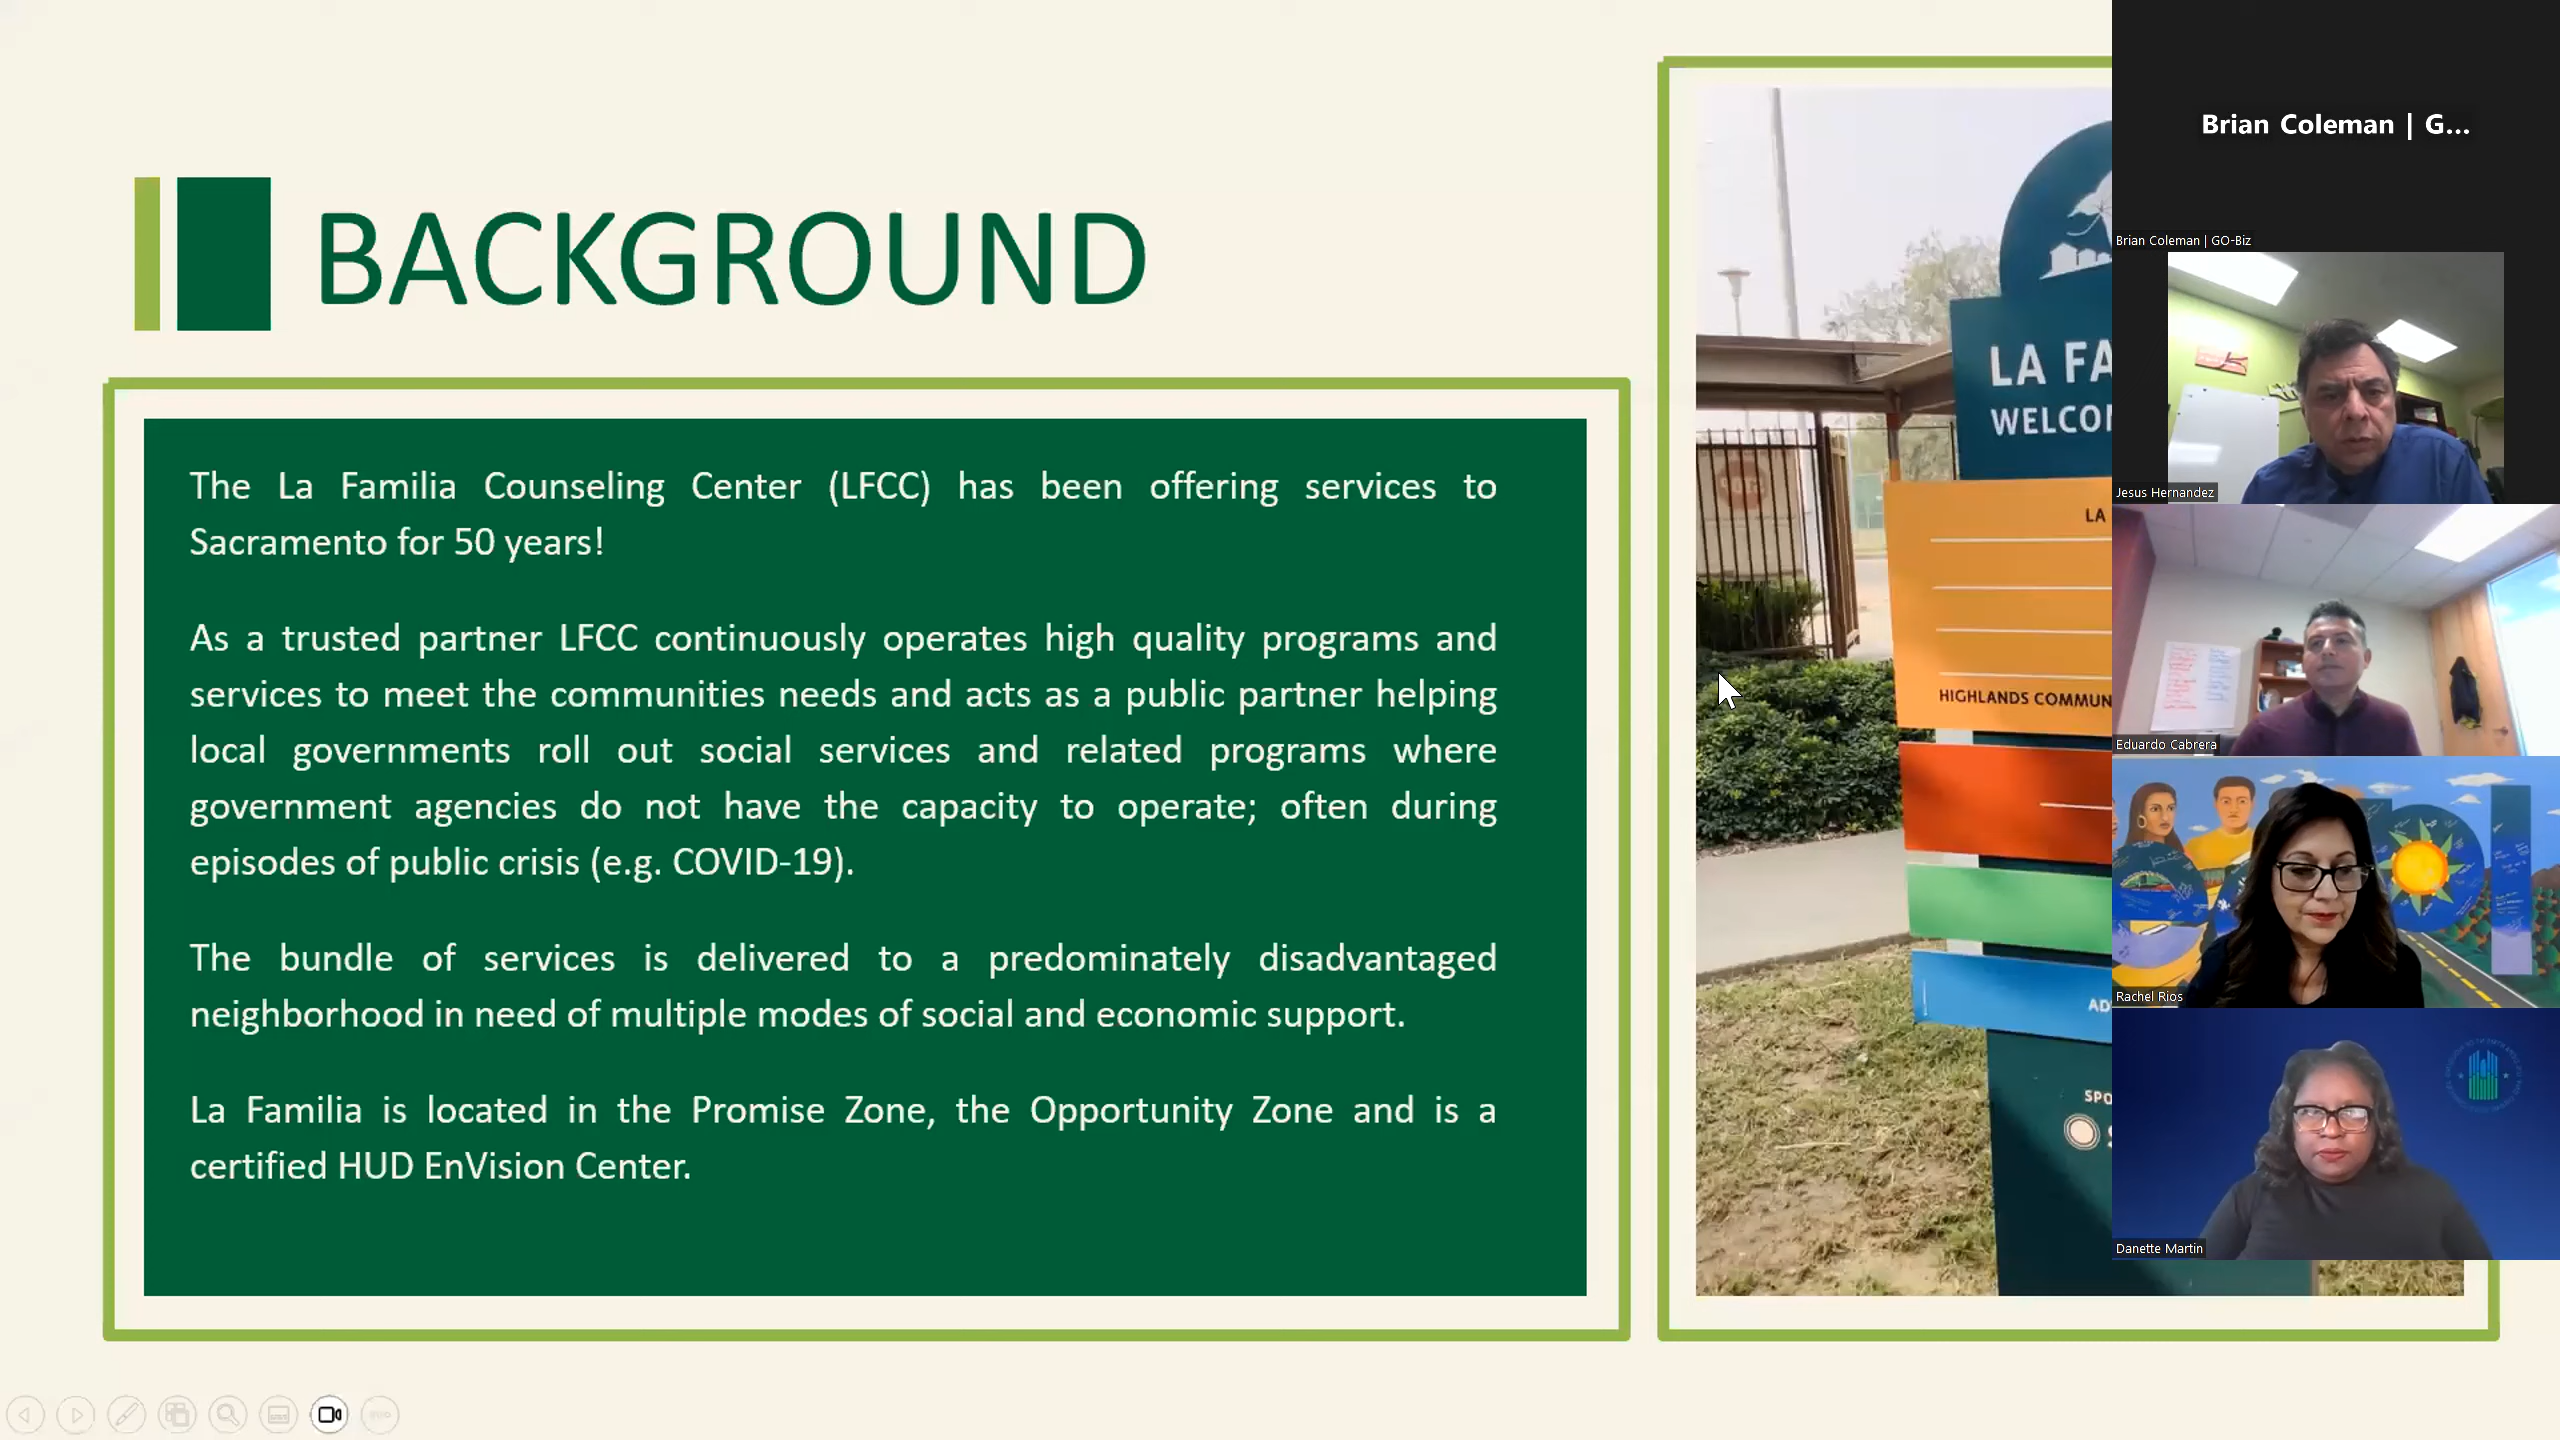 BACKGROUND
The La Familia Counseling Center (LFCC) has been offering services to
Sacramento for 50 years!
As a trusted partner LFCC continuously operates high quality programs and
services to meet the communities needs and acts as a public partner helping
local governments roll out social services and related programs where
government agencies do not have the capacity to operate; often during
episodes of public crisis (e.g. COVID-19).
The bundle of services is delivered to a predominately disadvantaged
neighborhood in need of multiple modes of social and economic support.
La Familia is located in the Promise Zone, the Opportunity Zone and is a
certified HUD EnVision Center.
LA FA
WELCO
LA
HIGHLANDS COMMUN
AD
SPO
Brian Coleman | G...
Brian Coleman | GO-Biz
Jesus Hernandez
Eduardo Cabrera
Rachel Rios
Danette Martin